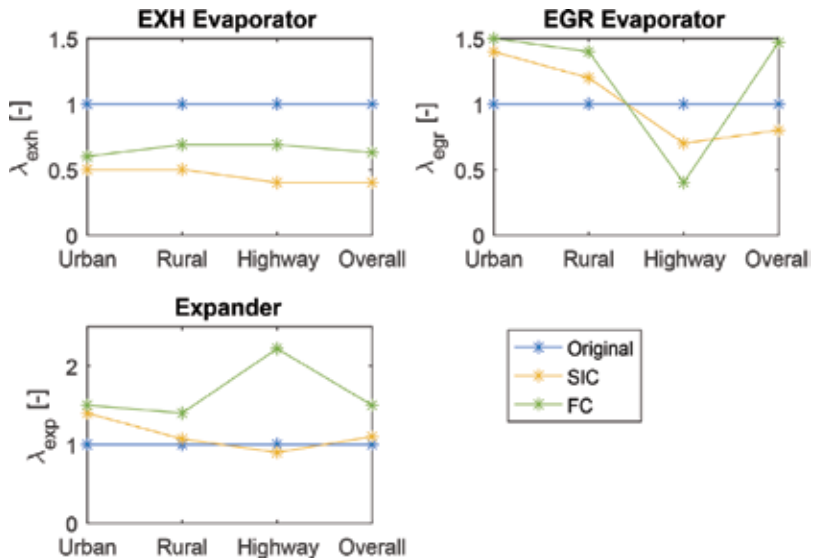 EXH Evaporator
1.5
1
0.5
0
λexh [-]
Urban Rural Highway Overall
EGR Evaporator
1.5
1
0.5
0
λegr [-]
Urban Rural Highway Overall
Expander
2
1
0
λexp [-]
Urban Rural Highway Overall
Original
SIC
FC